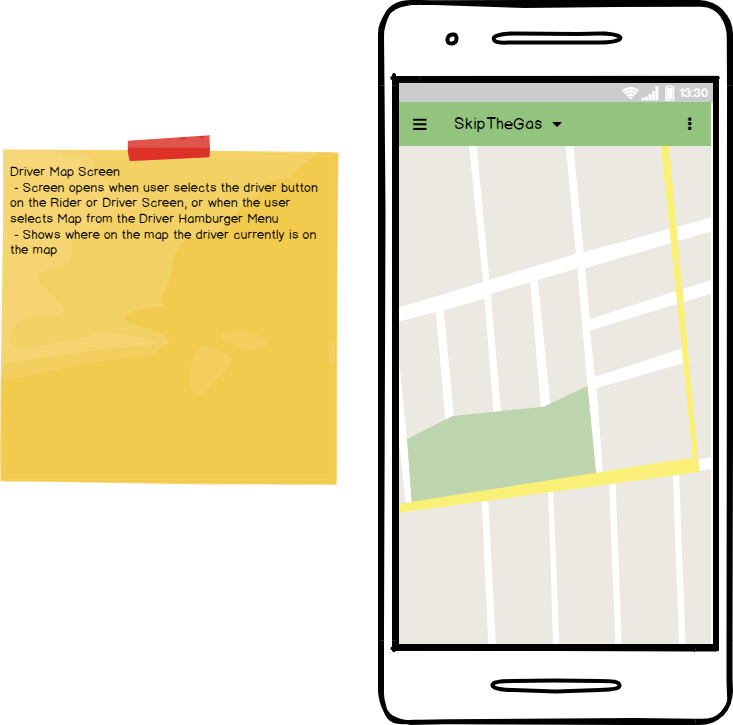 Driver Map Screen
- Screen opens when user selects the driver button
on the Rider or Driver Screen, or when the user
selects Map from the Driver Hamburger Menu
- Shows where on the map the driver currently is on
the map
13:30
SkipTheGas